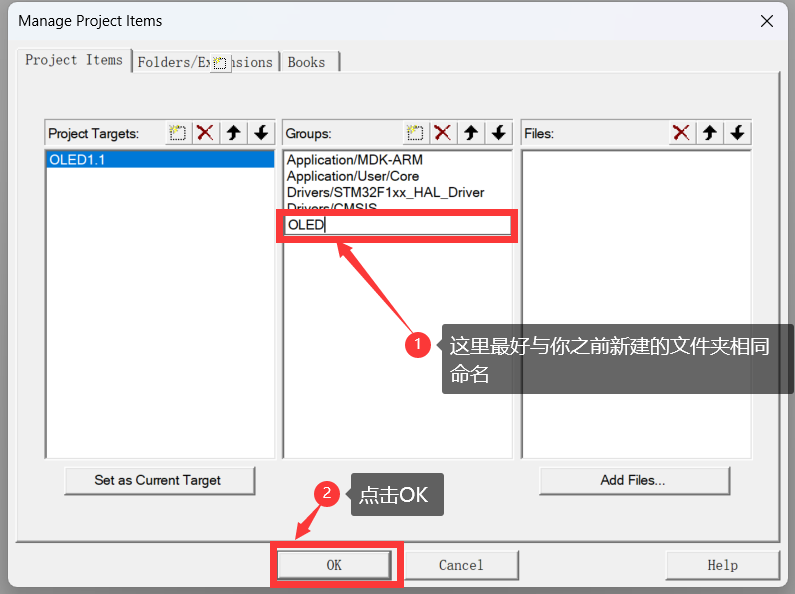 Manage Project Items
Project Items
Folders/Ex
nsions
Books
Project Targets:
Groups:
Files:
OLED1.1
Application/MDK-ARM
Application/User/Core
Drivers/STM32F1xx_HAL_Driver
Drivers/CMSIS
OLED
1
这里最好与你之前新建的文件夹相同
命名
Set as Current Target
Add Files...
2
点击OK
OK
Cancel
Help